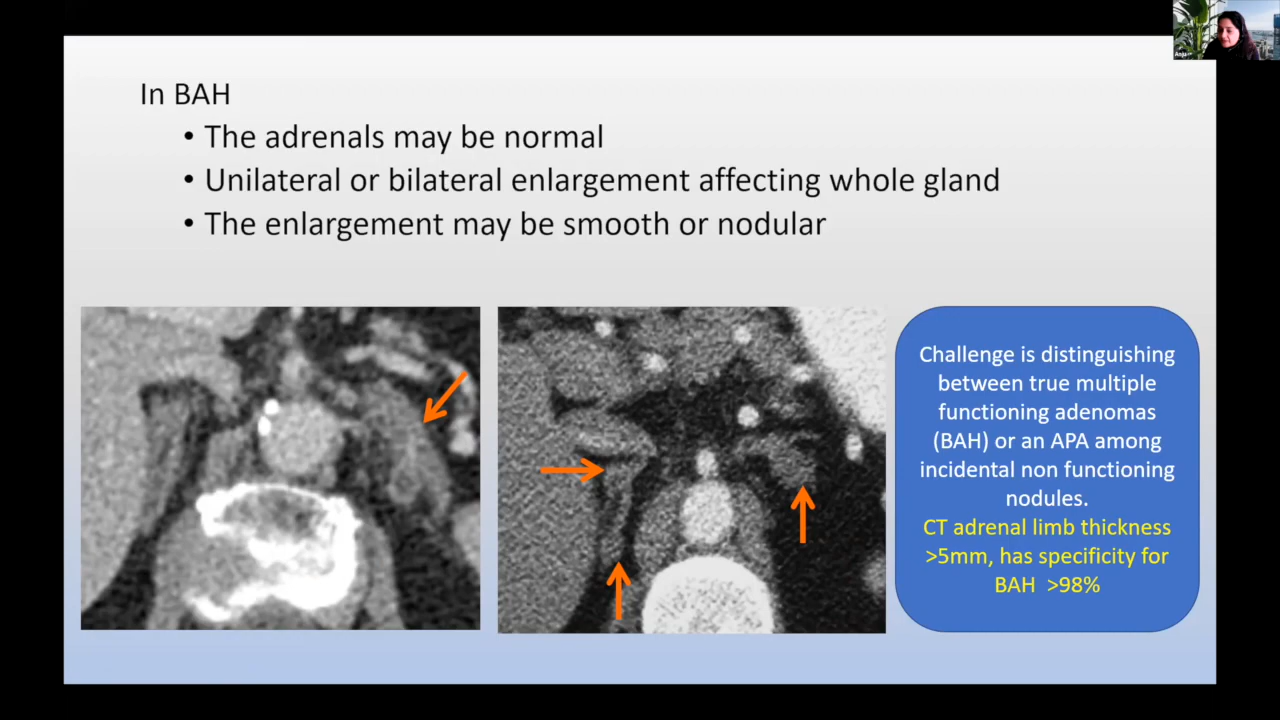 In BAH
• The adrenals may be normal
• Unilateral or bilateral enlargement affecting whole gland
• The enlargement may be smooth or nodular
Challenge is distinguishing
between true multiple
functioning adenomas
(BAH) or an APA among
incidental non functioning
nodules.
CT adrenal limb thickness
>5mm, has specificity for
BAH >98%